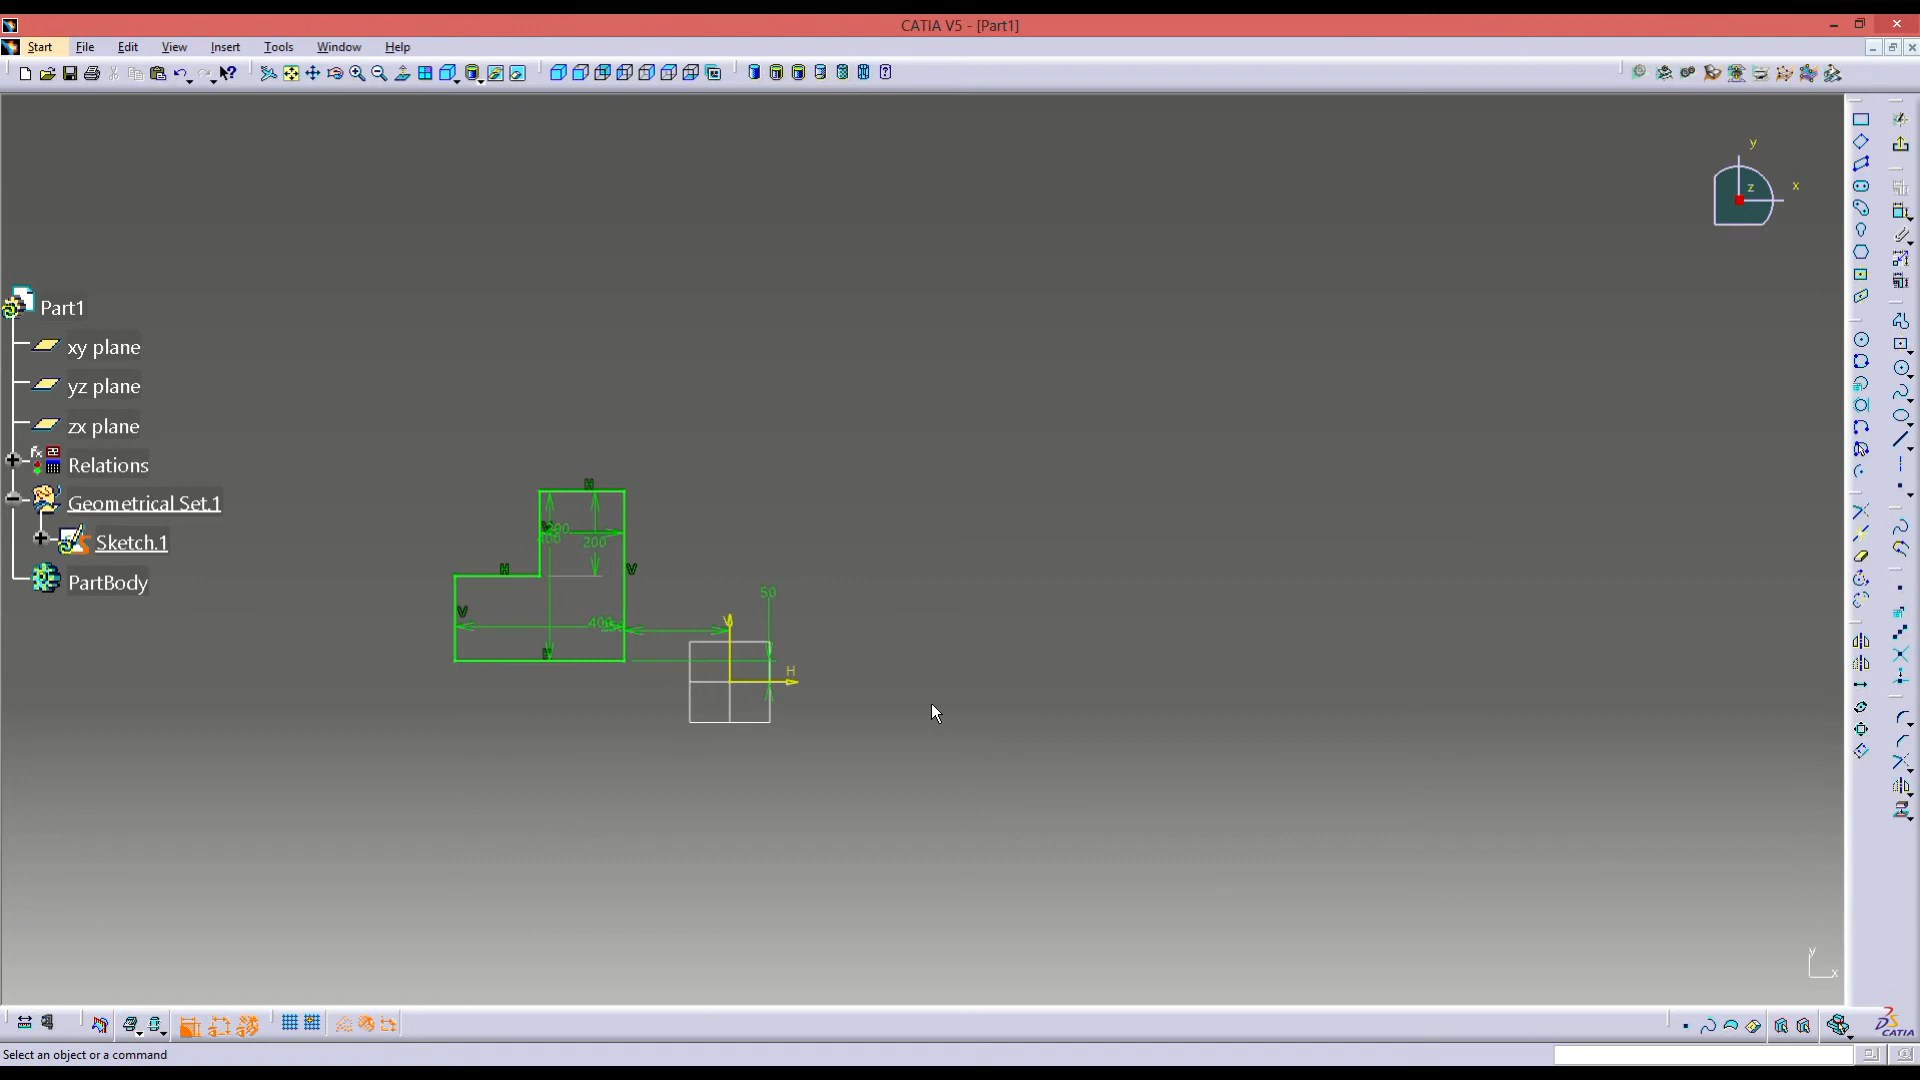 CATIA V5 - [Part1]
Start File Edit View Insert Tools Window Help
y
z x
Part1
xy plane
yz plane
zx plane
Relations
Geometrical Set.1
Sketch.1
PartBody
H
200
H V
50
V
400
V
H
y
x
CATIA
Select an object or a command